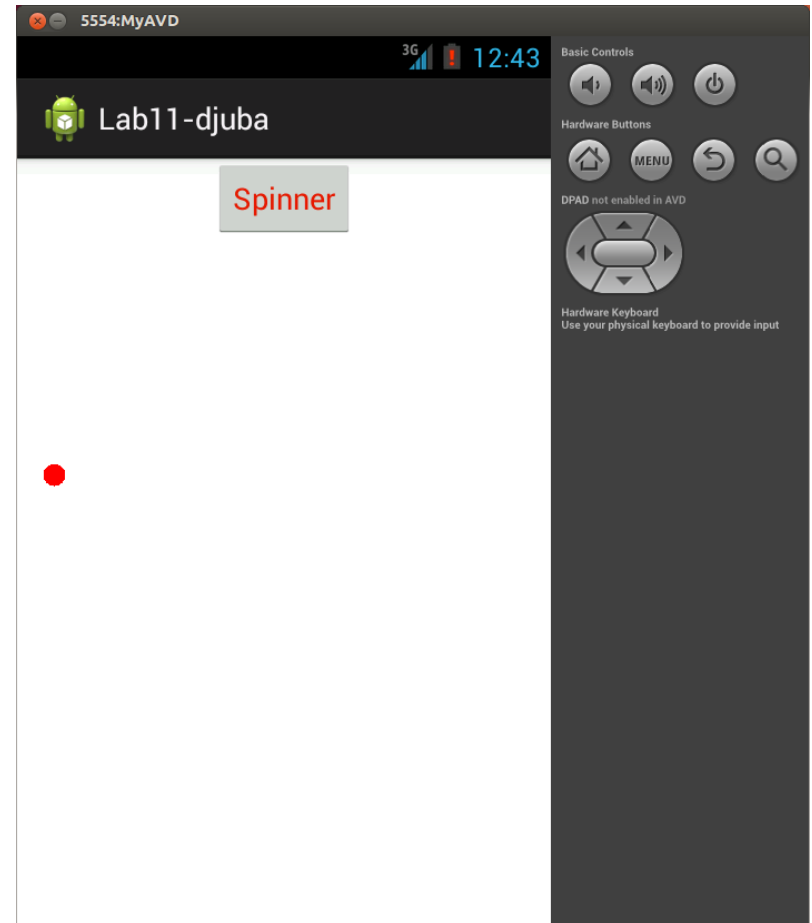 5554:MyAVD
3G 12:43
Lab11-djuba
Spinner
Basic Controls
Hardware Buttons
MENU
DPAD not enabled in AVD
Hardware Keyboard
Use your physical keyboard to provide input